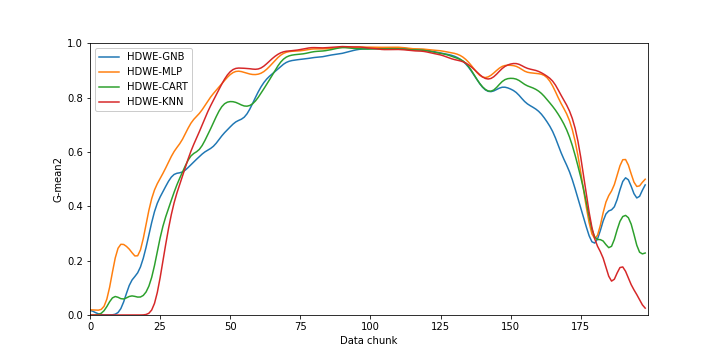 HDWE-GNB
HDWE-MLP
HDWE-CART
HDWE-KNN
G-mean2
1.0
0.8
0.6
0.4
0.2
0.0
0 25 50 75 100 125 150 175
Data chunk